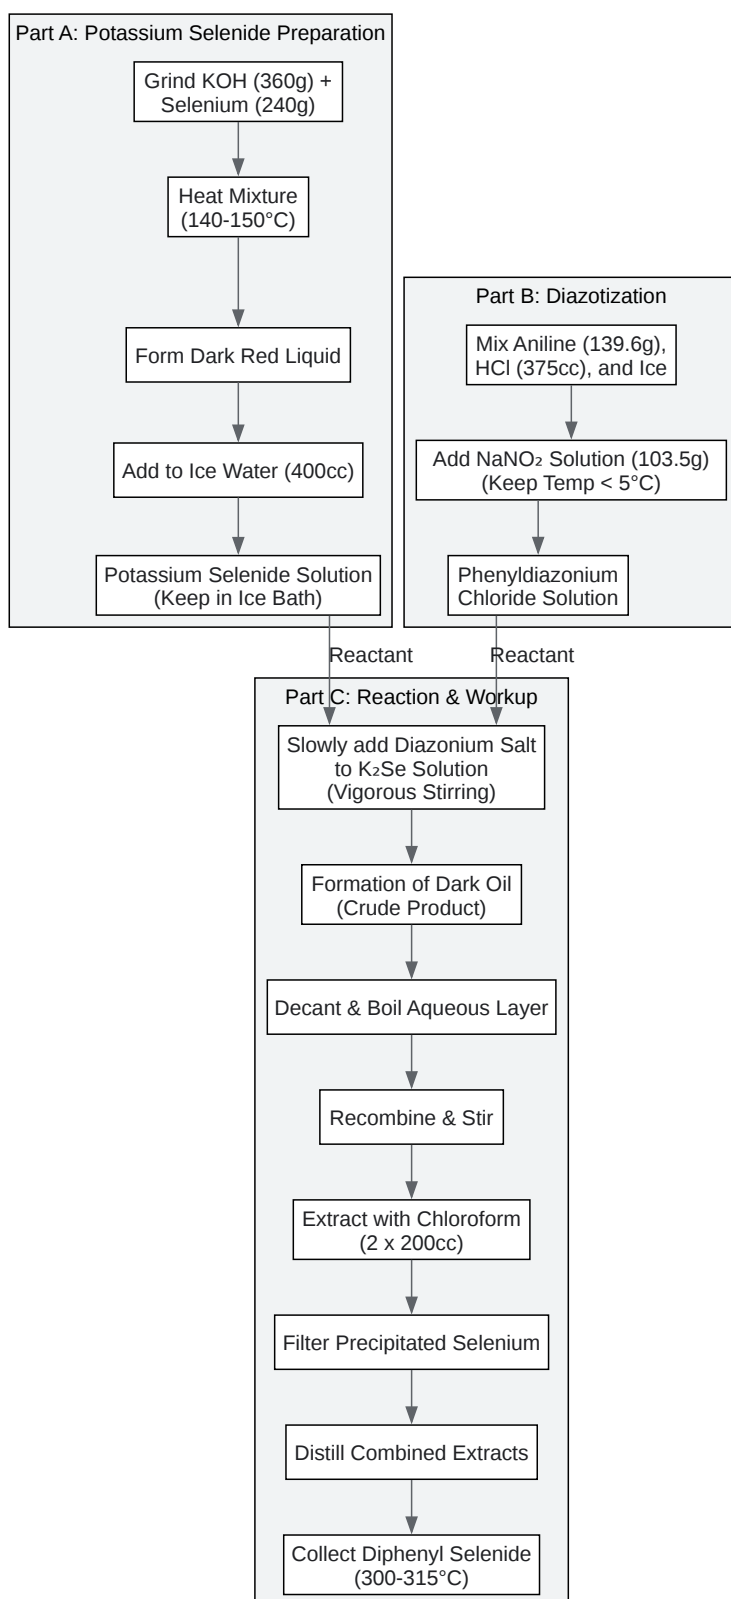 Part A: Potassium Selenide Preparation
Grind KOH (360g) +
Selenium (240g)
Heat Mixture
(140-150°C)
Form Dark Red Liquid
Add to Ice Water (400cc)
Potassium Selenide Solution
(Keep in Ice Bath)
Part B: Diazotization
Mix Aniline (139.6g),
HCl (375cc), and Ice
Add NaNO₂ Solution (103.5g)
(Keep Temp < 5°C)
Phenyldiazonium
Chloride Solution
Reactant
Reactant
Part C: Reaction & Workup
Slowly add Diazonium Salt
to K₂Se Solution
(Vigorous Stirring)
Formation of Dark Oil
(Crude Product)
Decant & Boil Aqueous Layer
Recombine & Stir
Extract with Chloroform
(2 x 200cc)
Filter Precipitated Selenium
Distill Combined Extracts
Collect Diphenyl Selenide
(300-315°C)